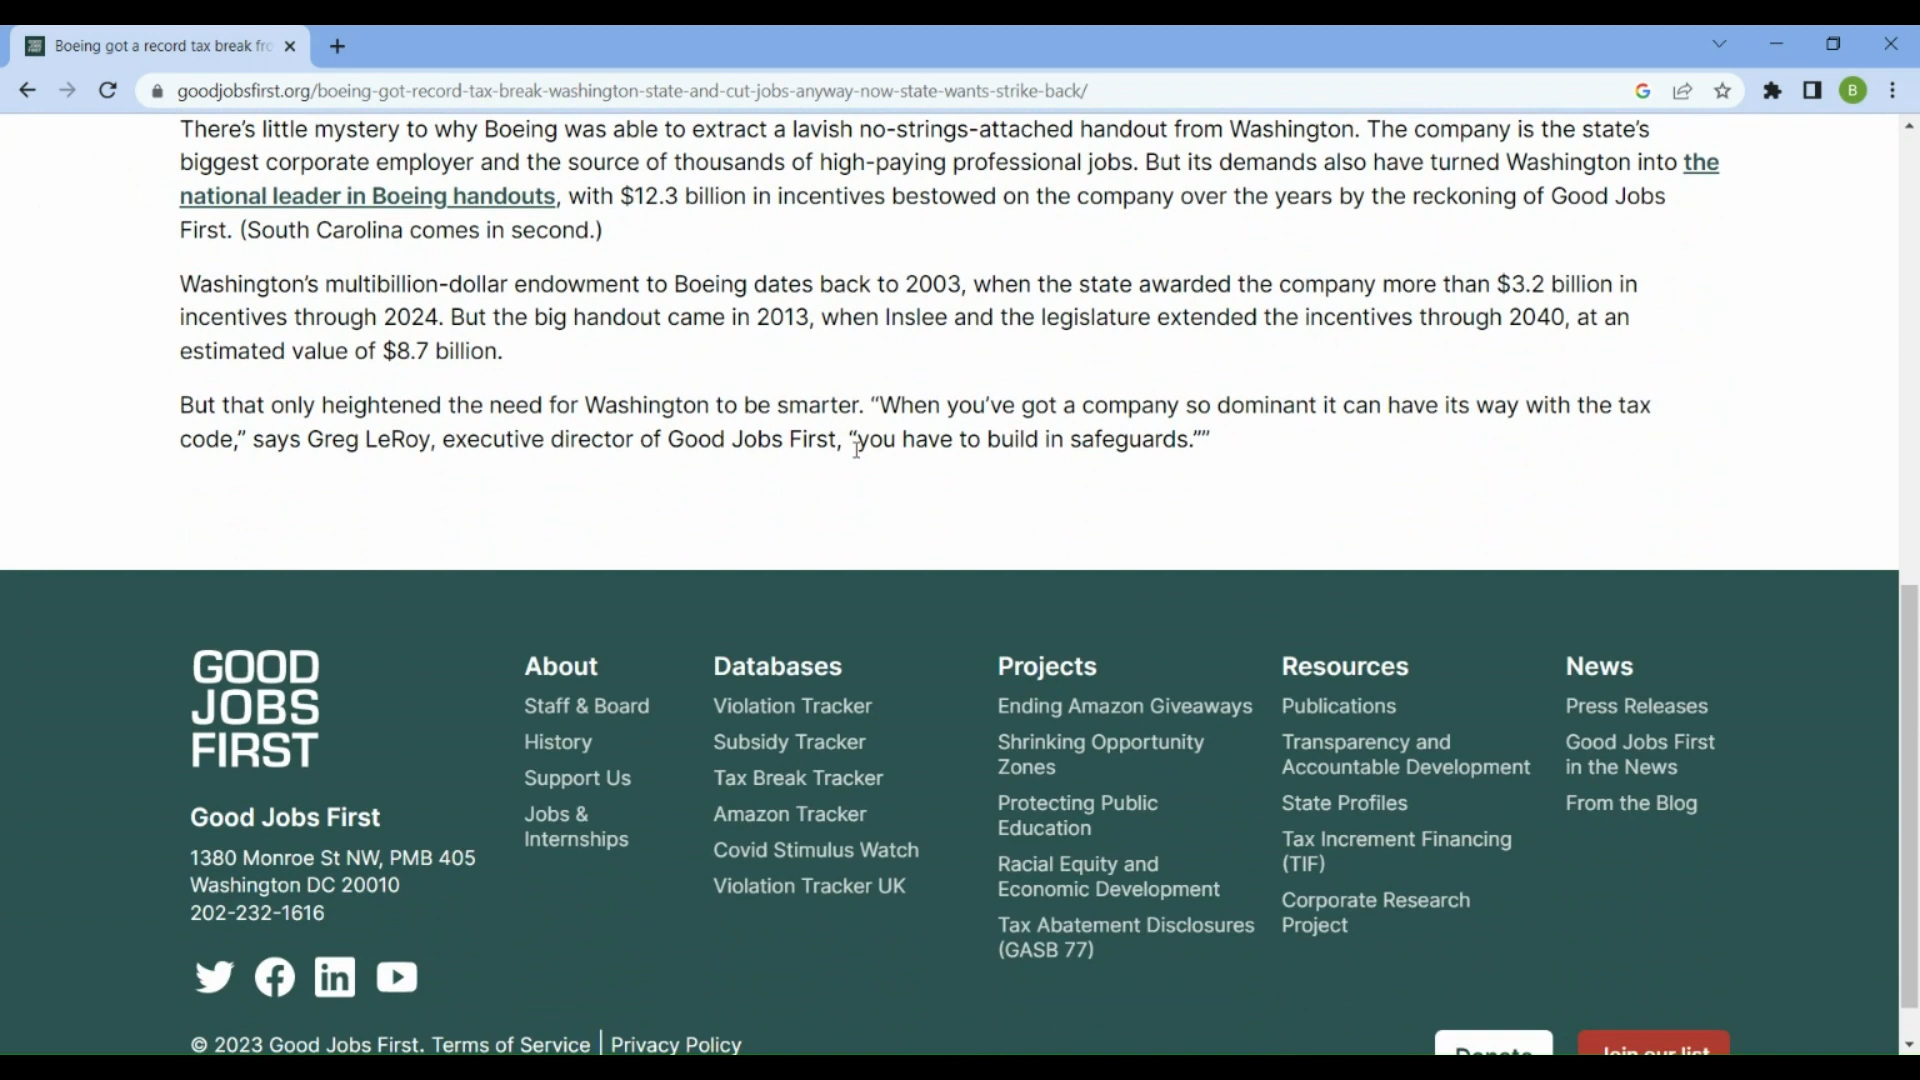 Boeing got a record tax break fro
goodjobsfirst.org/boeing-got-record-tax-break-washington-state-and-cut-jobs-anyway-now-state-wants-strike-back/
B
There’s little mystery to why Boeing was able to extract a lavish no-strings-attached handout from Washington. The company is the state’s
biggest corporate employer and the source of thousands of high-paying professional jobs. But its demands also have turned Washington into the
national leader in Boeing handouts, with $12.3 billion in incentives bestowed on the company over the years by the reckoning of Good Jobs
First. (South Carolina comes in second.)
Washington’s multibillion-dollar endowment to Boeing dates back to 2003, when the state awarded the company more than $3.2 billion in
incentives through 2024. But the big handout came in 2013, when Inslee and the legislature extended the incentives through 2040, at an
estimated value of $8.7 billion.
But that only heightened the need for Washington to be smarter. “When you’ve got a company so dominant it can have its way with the tax
code,” says Greg LeRoy, executive director of Good Jobs First, “you have to build in safeguards.””
GOOD
JOBS
FIRST
Good Jobs First
1380 Monroe St NW, PMB 405
Washington DC 20010
202-232-1616
in
About
Staff & Board
History
Support Us
Jobs &
Internships
Databases
Violation Tracker
Subsidy Tracker
Tax Break Tracker
Amazon Tracker
Covid Stimulus Watch
Violation Tracker UK
Projects
Ending Amazon Giveaways
Shrinking Opportunity
Zones
Protecting Public
Education
Racial Equity and
Economic Development
Tax Abatement Disclosures
(GASB 77)
Resources
Publications
Transparency and
Accountable Development
State Profiles
Tax Increment Financing
(TIF)
Corporate Research
Project
News
Press Releases
Good Jobs First
in the News
From the Blog
© 2023 Good Jobs First. Terms of Service | Privacy Policy
Donate
Join our list